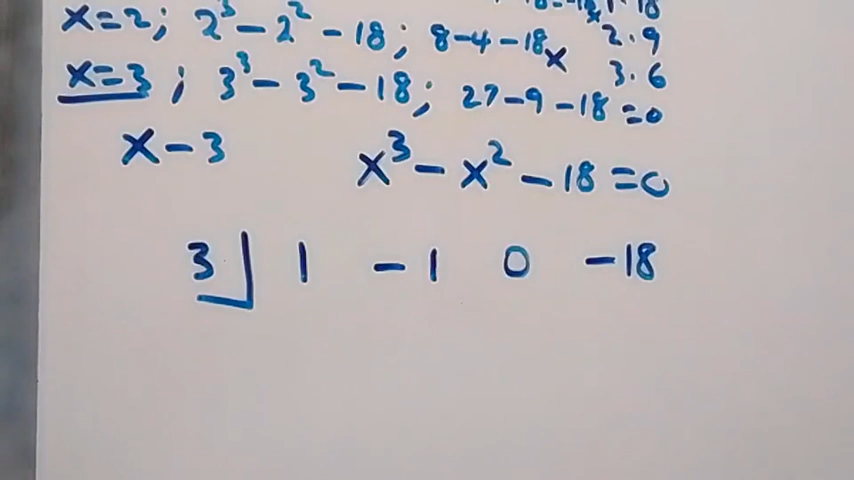 x=2; 2³-2²-18; 8-4-18 x 2·9
x=3; 3³-3²-18; 27-9-18=0 3·6
x-3 x³-x²-18=0
3 1 -1 0 -18